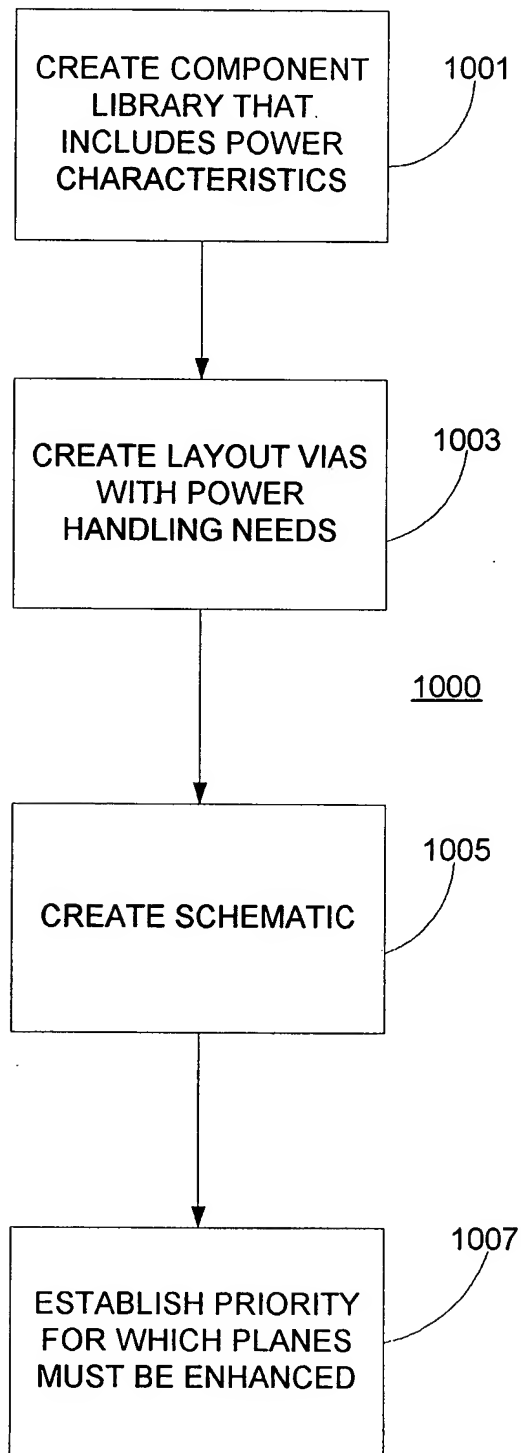 CREATE COMPONENT
LIBRARY THAT
INCLUDES POWER
CHARACTERISTICS
1001
CREATE LAYOUT VIAS
WITH POWER
HANDLING NEEDS
1003
1000
CREATE SCHEMATIC
1005
ESTABLISH PRIORITY
FOR WHICH PLANES
MUST BE ENHANCED
1007